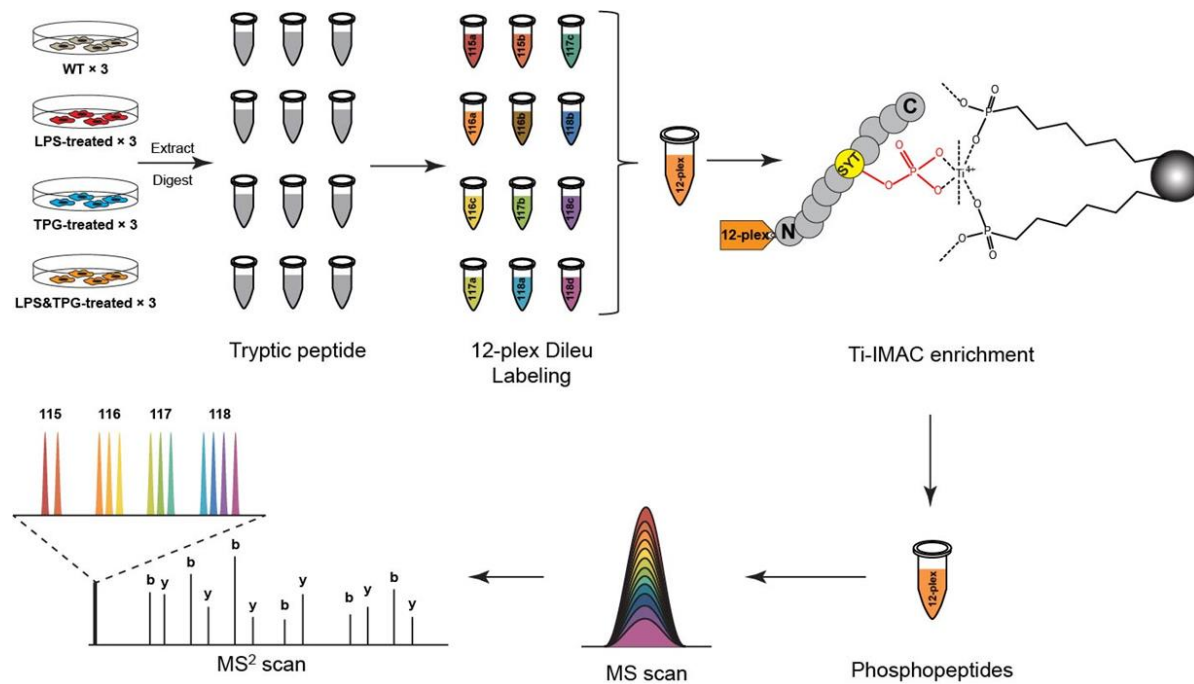 WT × 3
LPS-treated × 3
TPG-treated × 3
LPS&TPG-treated × 3
Extract
Digest
Tryptic peptide
115a
115b
117c
116a
116b
118b
116c
117b
118c
117a
118a
118d
12-plex Dileu
Labeling
12-plex
12-plex
N
SYT
C
O
P
O
O
O
Ti4+
O
P
O
O
O
P
O
O
Ti-IMAC enrichment
115 116 117 118
b y b y b y b y b y b y
MS2 scan
MS scan
12-plex
Phosphopeptides